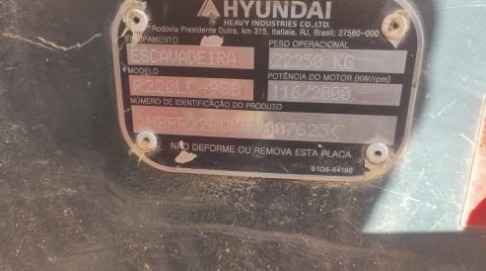 HYUNDAI
HEAVY INDUSTRIES CO.,LTD.
Rodovia Presidente Dutra, km 315, Itatiaia, RJ, Brasil; 27580-000
EQUIPAMENTO PESO OPERACIONAL
ESCAVADEIRA 22250 KG
MODELO POTÊNCIA DO MOTOR (kW/rpm)
116/2000
NÚMERO DE IDENTIFICAÇÃO DO PRODUTO
NÃO DEFORME OU REMOVA ESTA PLACA